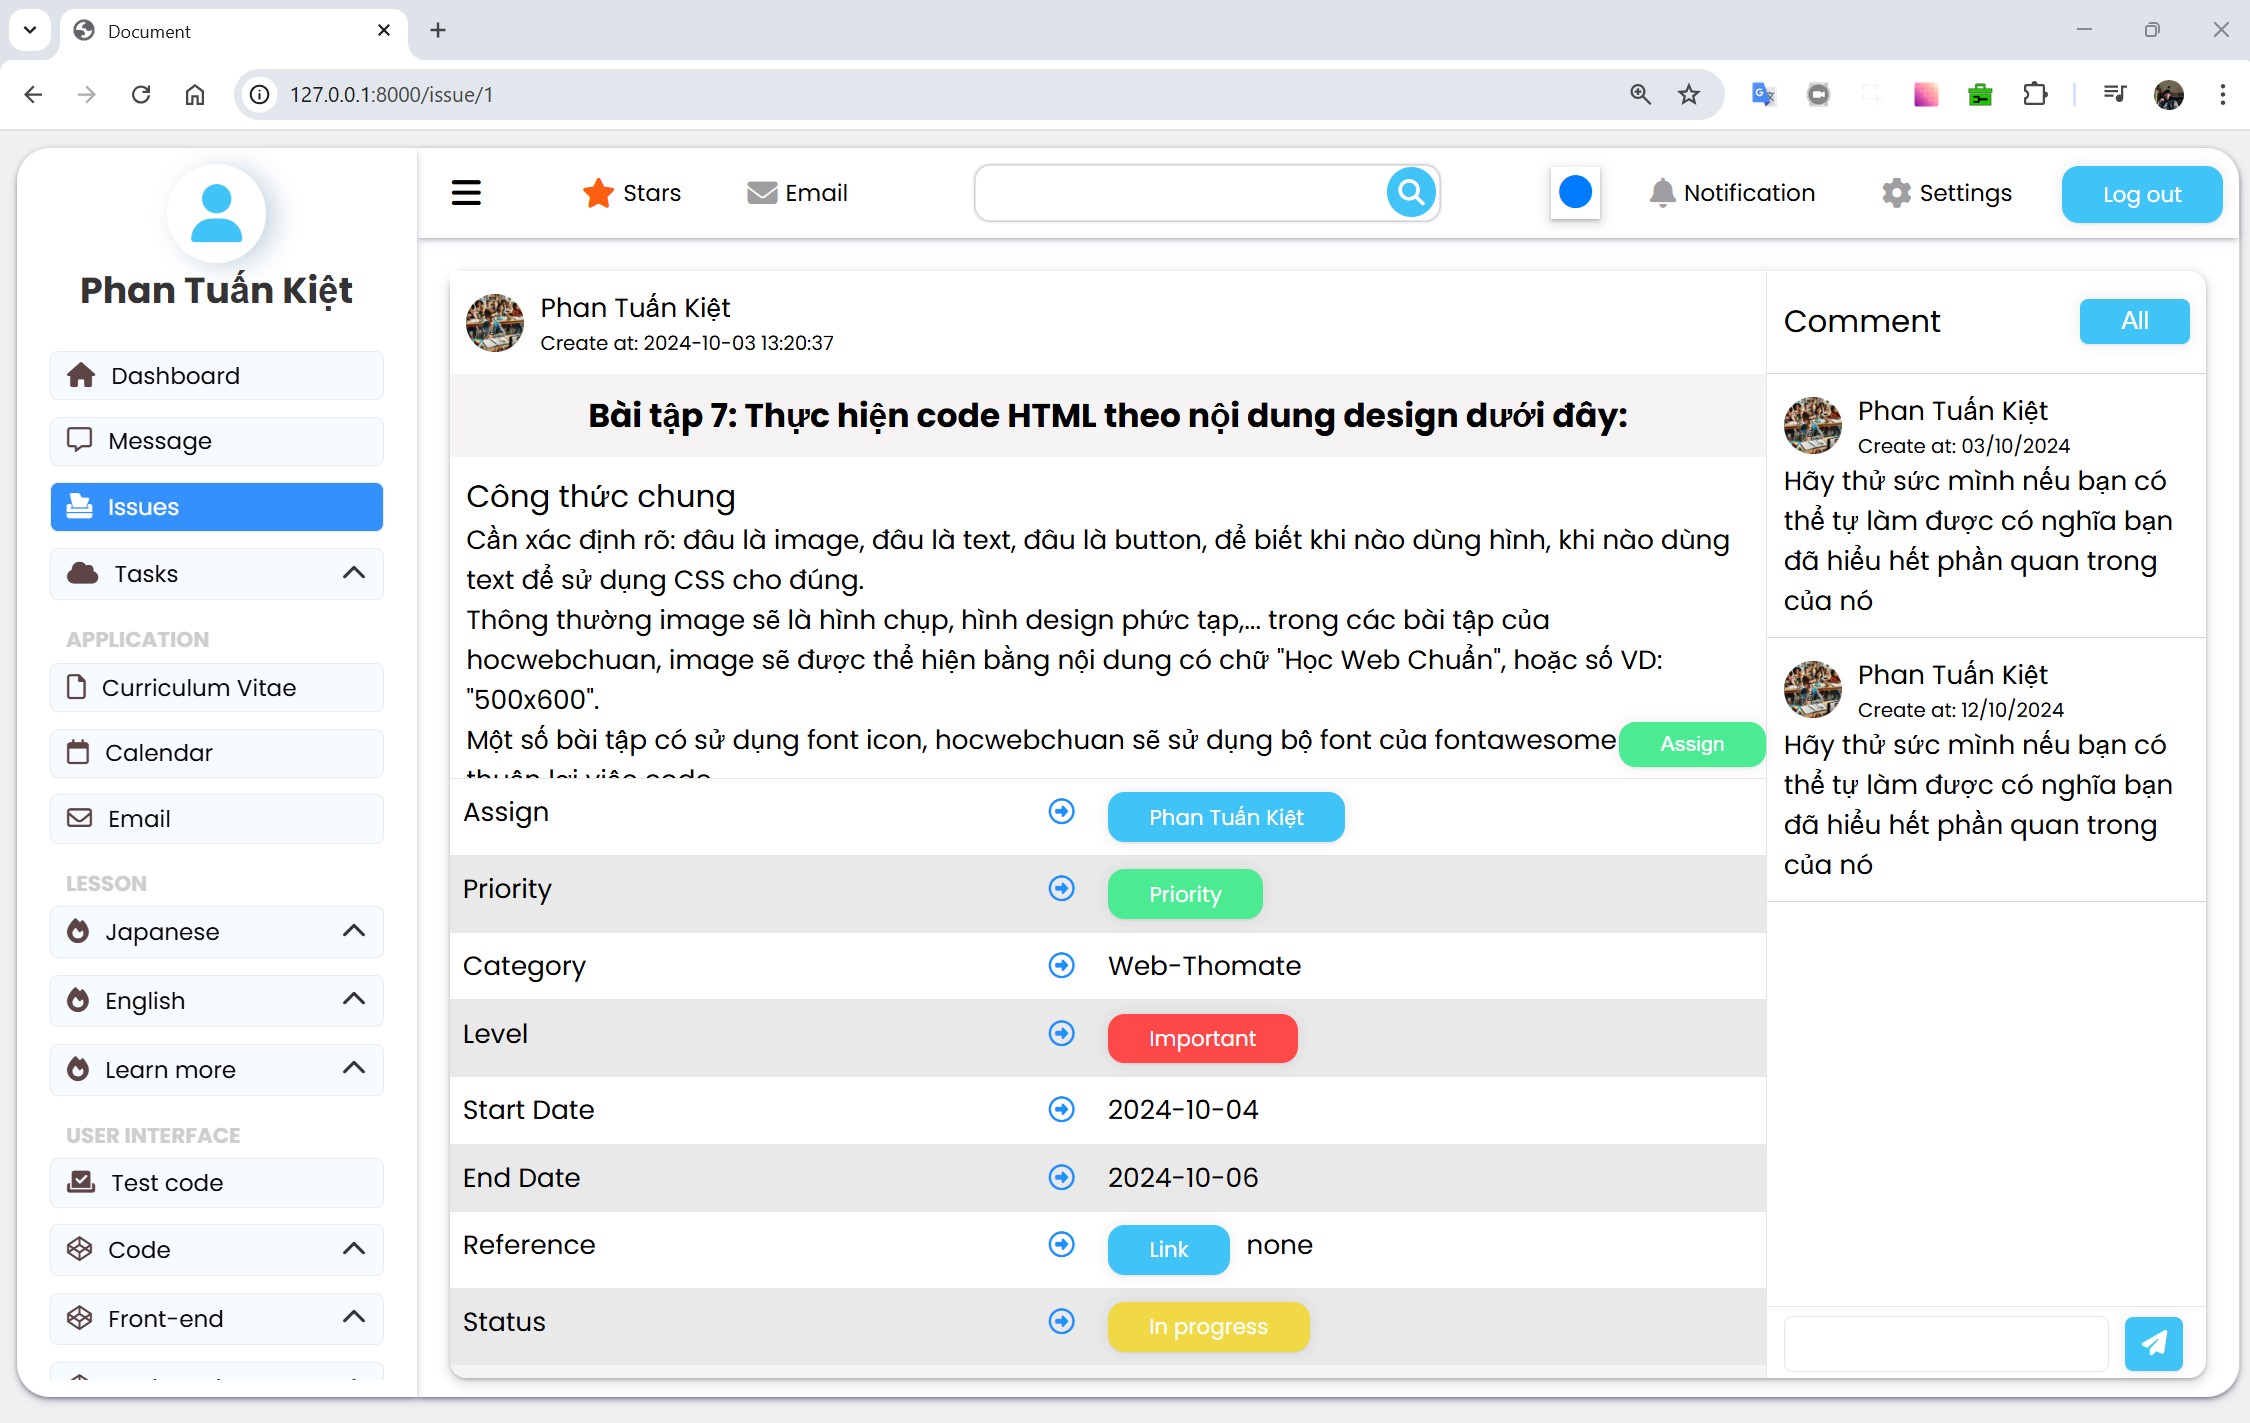 Document
127.0.0.1:8000/issue/1
Phan Tuấn Kiệt
Dashboard
Message
Issues
Tasks
APPLICATION
Curriculum Vitae
Calendar
Email
LESSON
Japanese
English
Learn more
USER INTERFACE
Test code
Code
Front-end
Stars
Email
Notification
Settings
Log out
Phan Tuấn Kiệt
Create at: 2024-10-03 13:20:37
Bài tập 7: Thực hiện code HTML theo nội dung design dưới đây:
Công thức chung
Cần xác định rõ: đâu là image, đâu là text, đâu là button, để biết khi nào dùng hình, khi nào dùng
text để sử dụng CSS cho đúng.
Thông thường image sẽ là hình chụp, hình design phức tạp,... trong các bài tập của
hocwebchuan, image sẽ được thể hiện bằng nội dung có chữ "Học Web Chuẩn", hoặc số VD:
"500x600".
Một số bài tập có sử dụng font icon, hocwebchuan sẽ sử dụng bộ font của fontawesome
thuận lợi việc code
Assign
Assign
Phan Tuấn Kiệt
Priority
Priority
Category
Web-Thomate
Level
Important
Start Date
2024-10-04
End Date
2024-10-06
Reference
Link
none
Status
In progress
Comment
All
Phan Tuấn Kiệt
Create at: 03/10/2024
Hãy thử sức mình nếu bạn có
thể tự làm được có nghĩa bạn
đã hiểu hết phần quan trong
của nó
Phan Tuấn Kiệt
Create at: 12/10/2024
Hãy thử sức mình nếu bạn có
thể tự làm được có nghĩa bạn
đã hiểu hết phần quan trong
của nó